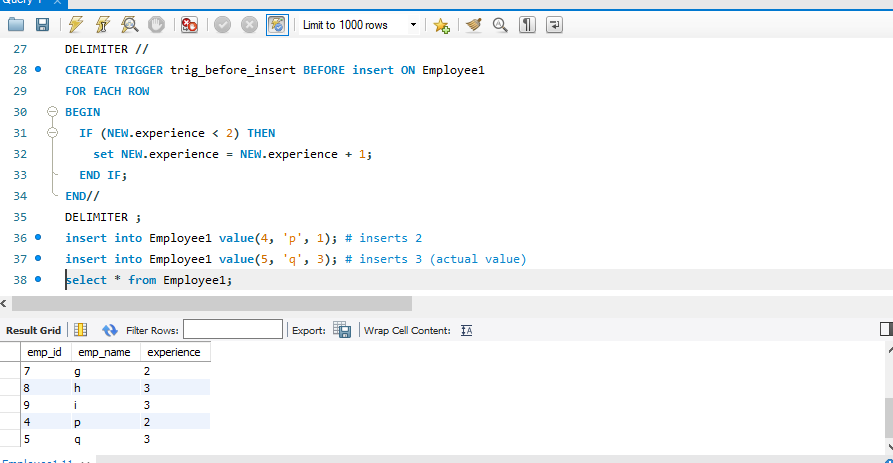 Query 1
Limit to 1000 rows
27 DELIMITER //
28 CREATE TRIGGER trig_before_insert BEFORE insert ON Employee1
29 FOR EACH ROW
30 BEGIN
31 IF (NEW.experience < 2) THEN
32 set NEW.experience = NEW.experience + 1;
33 END IF;
34 END//
35 DELIMITER ;
36 insert into Employee1 value(4, 'p', 1); # inserts 2
37 insert into Employee1 value(5, 'q', 3); # inserts 3 (actual value)
38 select * from Employee1;
Result Grid Filter Rows: Export: Wrap Cell Content:
emp_id emp_name experience
7 g 2
8 h 3
9 i 3
4 p 2
5 q 3
Employee1 11